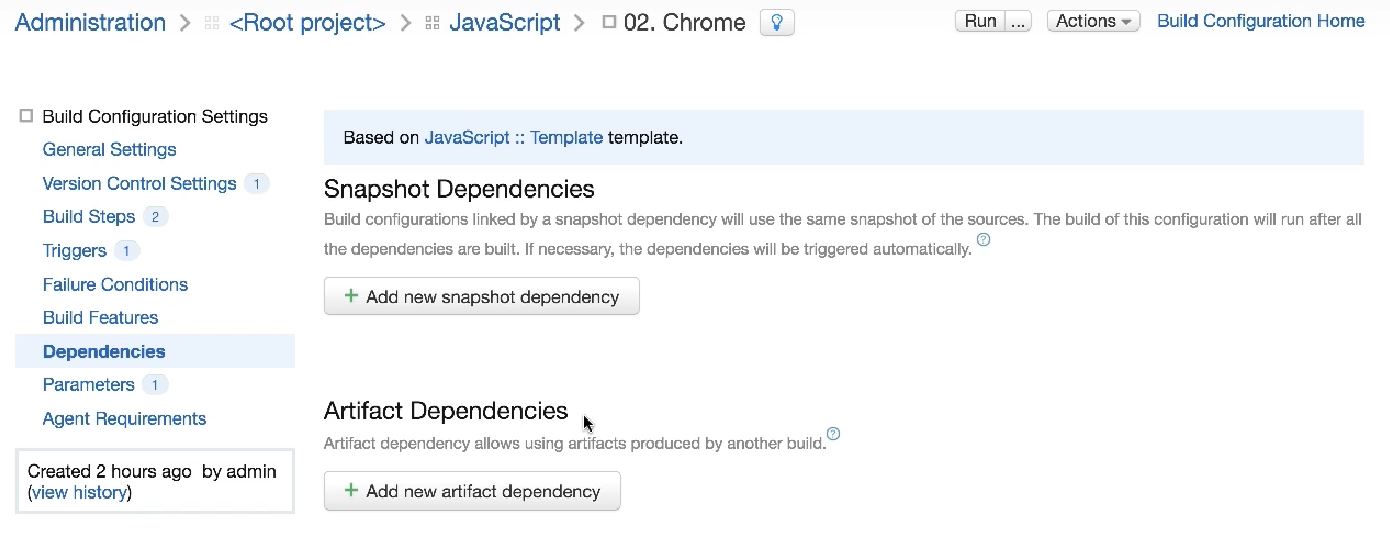 Administration > <Root project> > JavaScript > 02. Chrome
Run ... Actions Build Configuration Home
Build Configuration Settings
General Settings
Version Control Settings 1
Build Steps 2
Triggers 1
Failure Conditions
Build Features
Dependencies
Parameters 1
Agent Requirements
Created 2 hours ago by admin
(view history)
Based on JavaScript :: Template template.
Snapshot Dependencies
Build configurations linked by a snapshot dependency will use the same snapshot of the sources. The build of this configuration will run after all
the dependencies are built. If necessary, the dependencies will be triggered automatically. ?
+ Add new snapshot dependency
Artifact Dependencies
Artifact dependency allows using artifacts produced by another build. ?
+ Add new artifact dependency